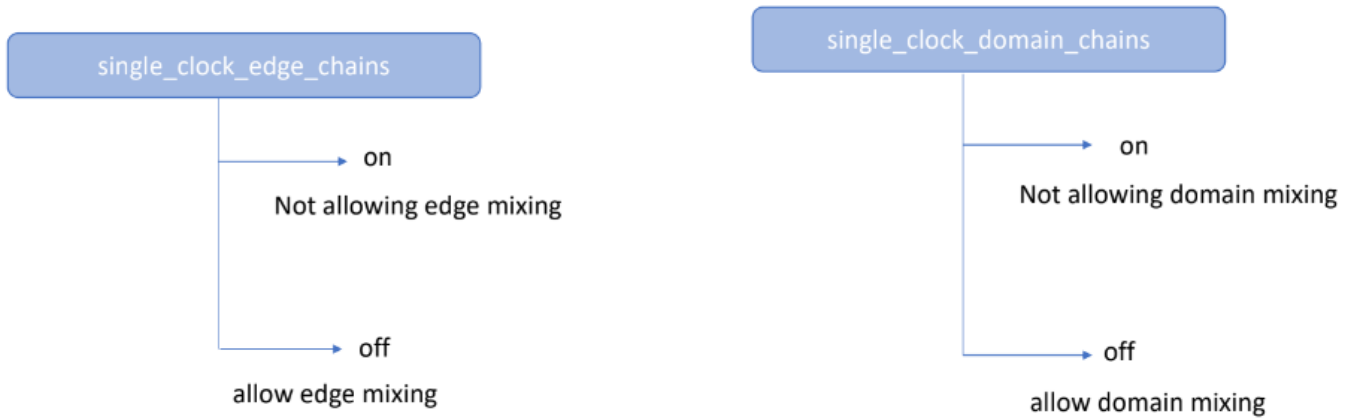 single_clock_edge_chains
on
Not allowing edge mixing
off
allow edge mixing
single_clock_domain_chains
on
Not allowing domain mixing
off
allow domain mixing